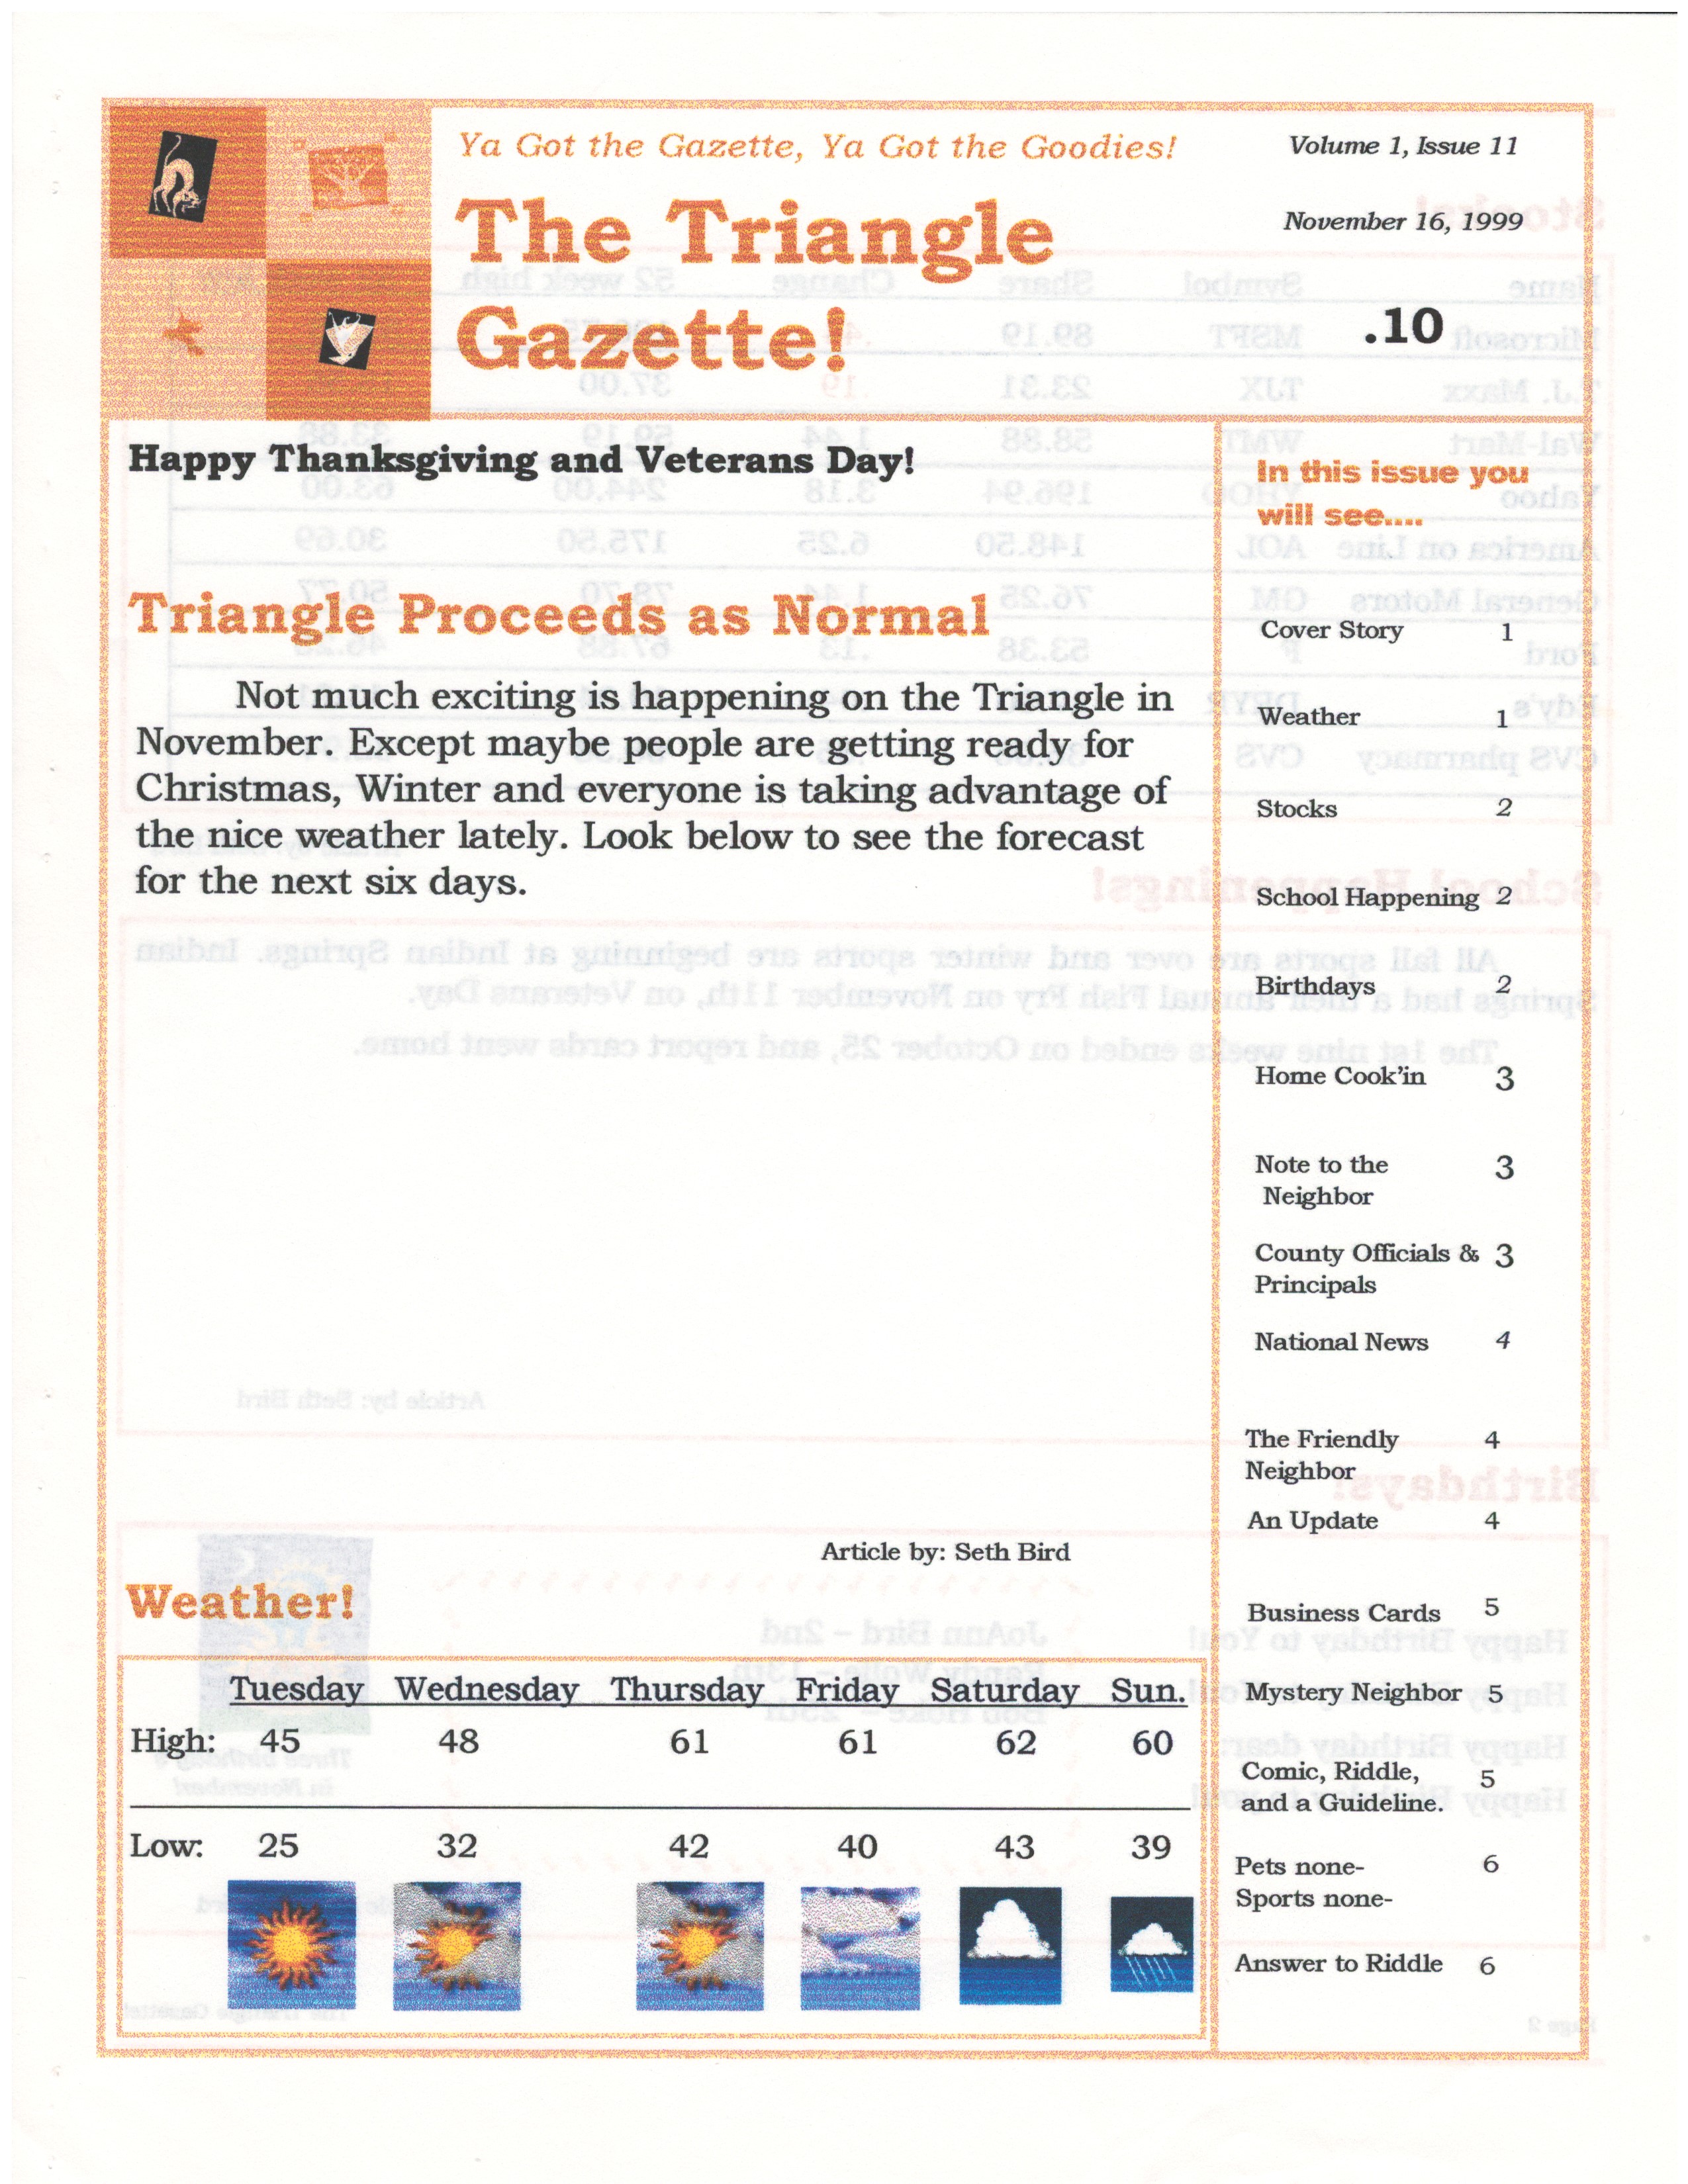 Ya Got the Gazette, Ya Got the Goodies!
The Triangle
Gazette!
Volume 1, Issue 11
November 16, 1999
.10
Happy Thanksgiving and Veterans Day!
Triangle Proceeds as Normal
Not much exciting is happening on the Triangle in
November. Except maybe people are getting ready for
Christmas, Winter and everyone is taking advantage of
the nice weather lately. Look below to see the forecast
for the next six days.
Article by: Seth Bird
Weather!
Tuesday Wednesday Thursday Friday Saturday Sun.
High: 45 48 61 61 62 60
Low: 25 32 42 40 43 39
In this issue you
will see....
Cover Story 1
Weather 1
Stocks 2
School Happening 2
Birthdays 2
Home Cook'in 3
Note to the 3
Neighbor
County Officials & 3
Principals
National News 4
The Friendly 4
Neighbor
An Update 4
Business Cards 5
Mystery Neighbor 5
Comic, Riddle, 5
and a Guideline.
Pets none- 6
Sports none-
Answer to Riddle 6